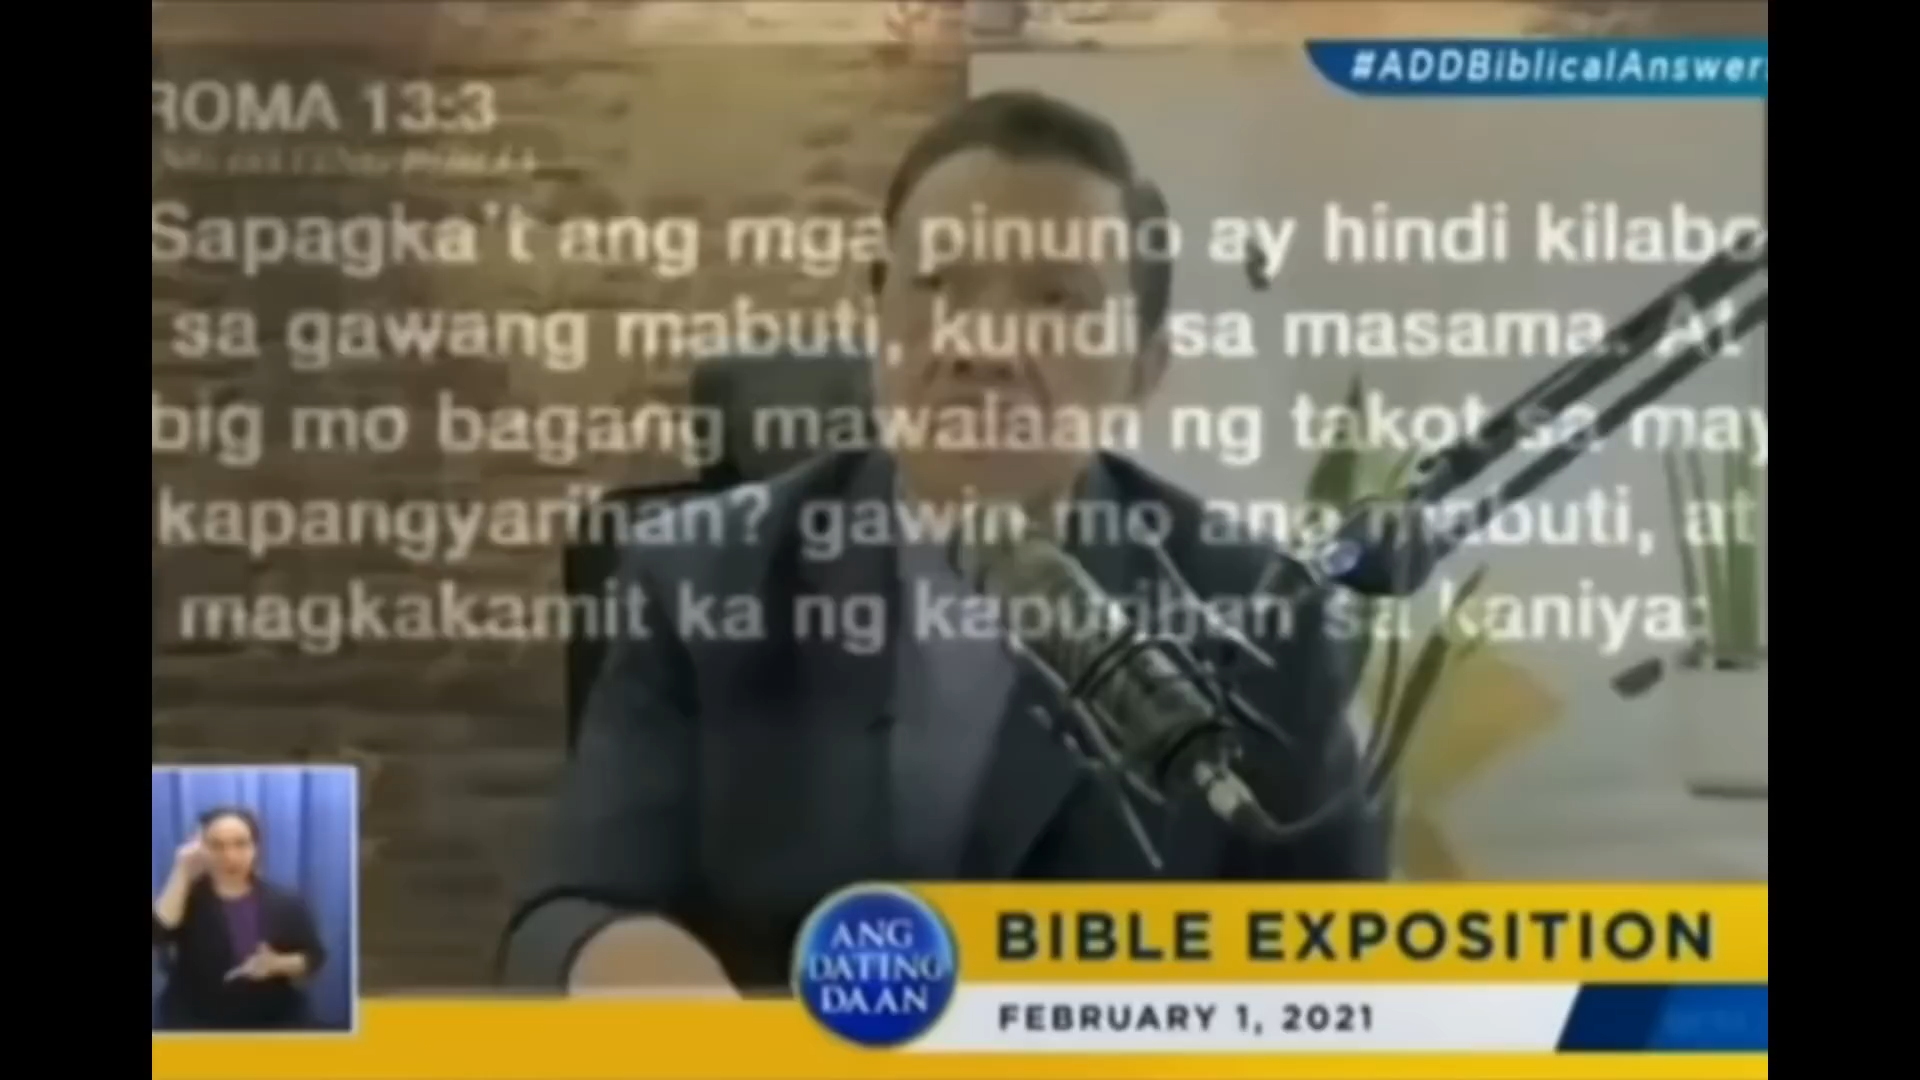 #ADDBiblicalAnswer
ROMA 13:3
Sapagka't ang mga pinuno ay hindi kilabo
sa gawang mabuti, kundi sa masama. At
big mo bagang mawalaan ng takot sa may
kapangyarihan? gawin mo ang mabuti, at
magkakamit ka ng kapurihan sa kaniya:
ANG
DATING
DAAN
BIBLE EXPOSITION
FEBRUARY 1, 2021